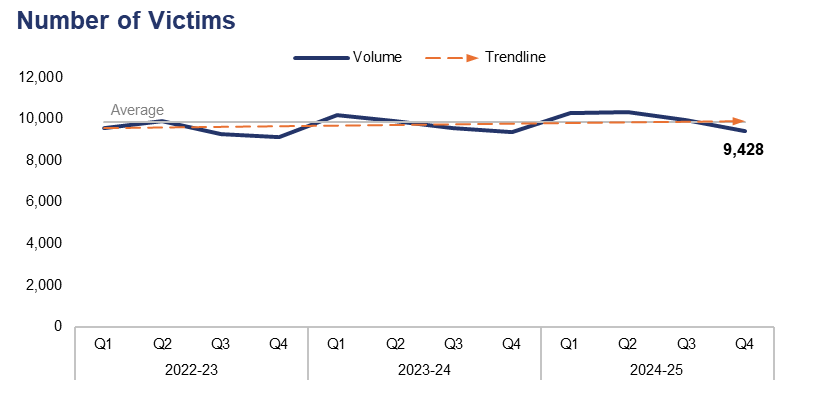 Number of Victims
Volume Trendline
12,000
Average
10,000
8,000
9,428
6,000
4,000
2,000
0
Q1 Q2 Q3 Q4 Q1 Q2 Q3 Q4 Q1 Q2 Q3 Q4
2022-23 2023-24 2024-25